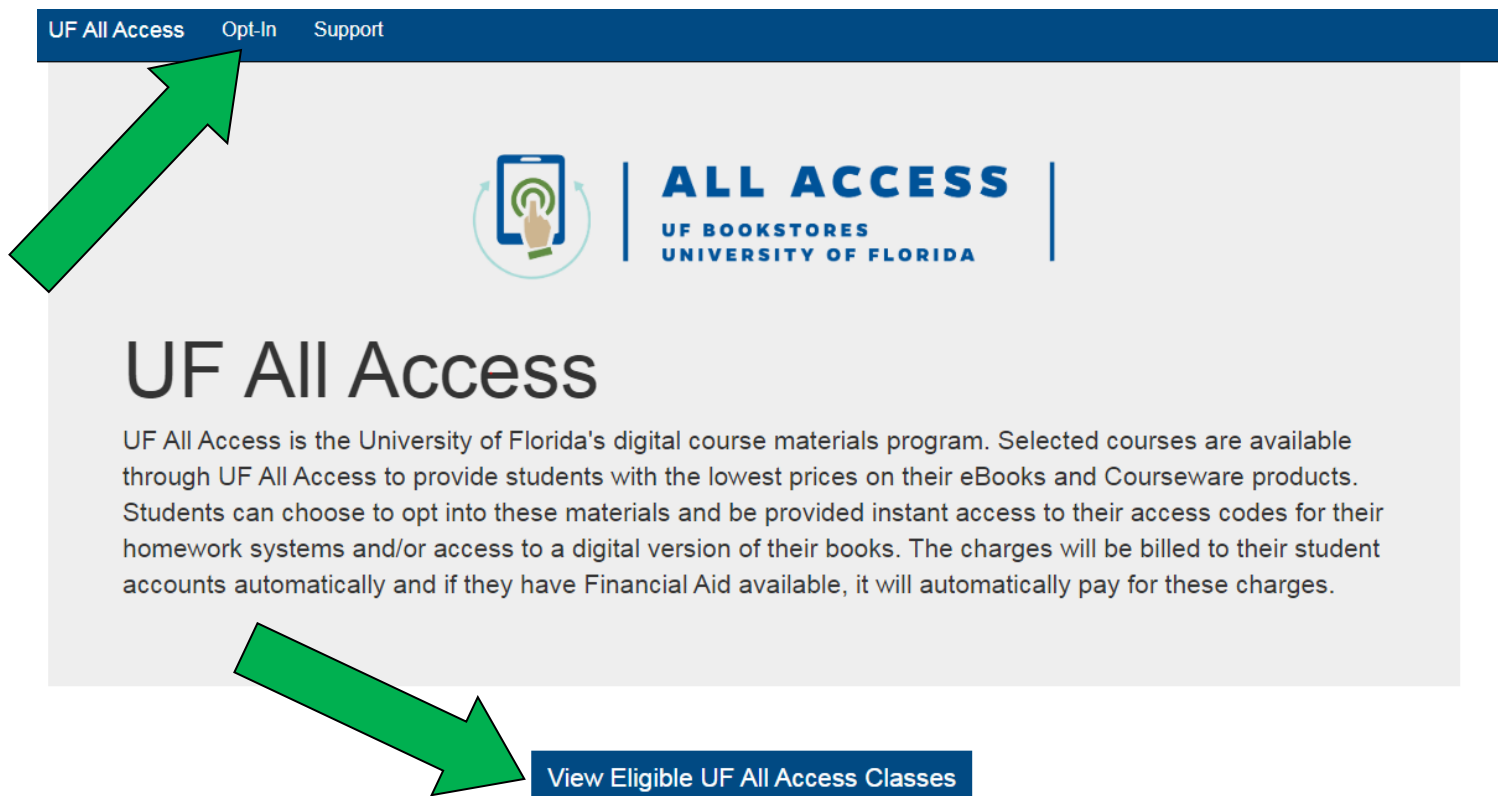 UF All Access Opt-In Support
ALL ACCESS
UF BOOKSTORES
UNIVERSITY OF FLORIDA
UF All Access
UF All Access is the University of Florida's digital course materials program. Selected courses are available
through UF All Access to provide students with the lowest prices on their eBooks and Courseware products.
Students can choose to opt into these materials and be provided instant access to their access codes for their
homework systems and/or access to a digital version of their books. The charges will be billed to their student
accounts automatically and if they have Financial Aid available, it will automatically pay for these charges.
View Eligible UF All Access Classes